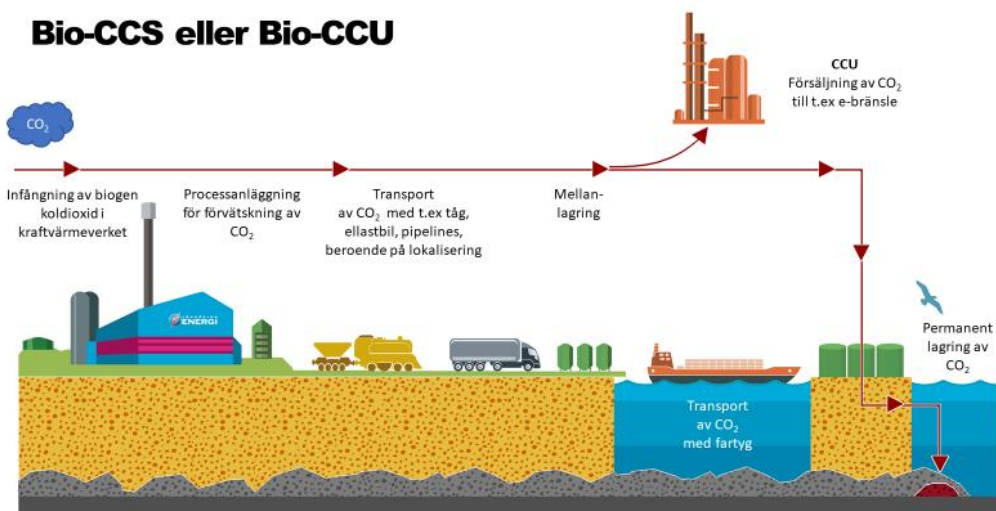 Bio-CCS eller Bio-CCU
CO₂
CCU
Försäljning av CO₂
till t.ex e-bränsle
Infångning av biogen
koldioxid i
kraftvärmeverket
Processanläggning
för förvätskning av
CO₂
Transport
av CO₂ med t.ex tåg,
ellastbil, pipelines,
beroende på lokalisering
Mellan-
lagring
ENERGI
Permanent
lagring av
CO₂
Transport
av CO₂
med fartyg